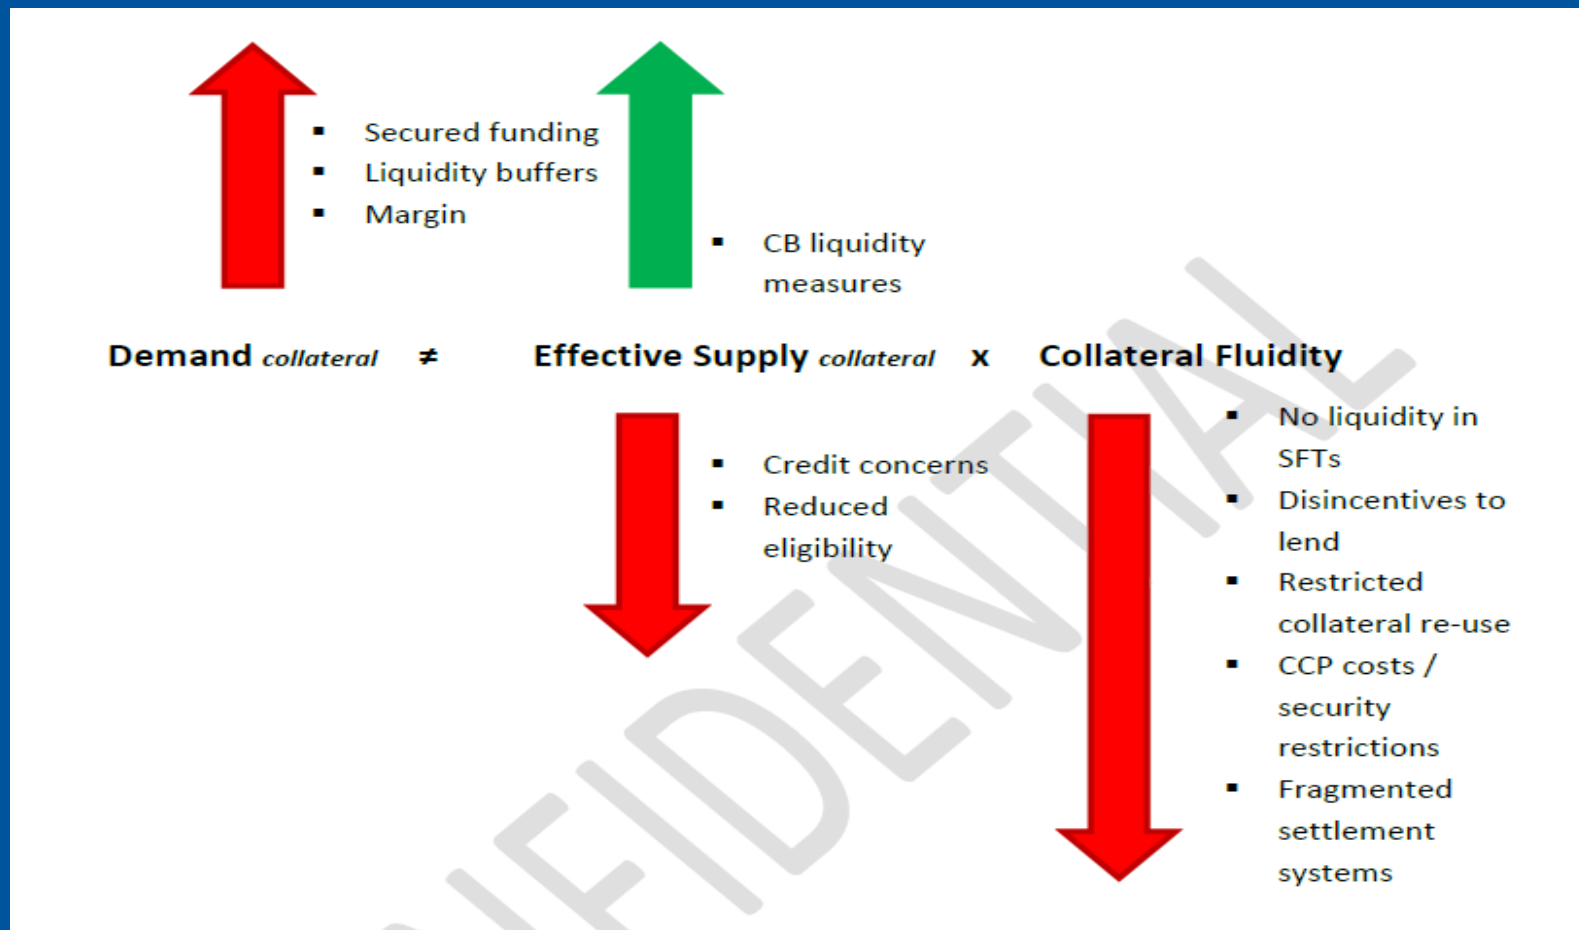 ▪ Secured funding
▪ Liquidity buffers
▪ Margin
▪ CB liquidity
measures
Demand collateral ≠ Effective Supply collateral x Collateral Fluidity
▪ Credit concerns
▪ Reduced
eligibility
▪ No liquidity in
SFTs
▪ Disincentives to
lend
▪ Restricted
collateral re-use
▪ CCP costs /
security
restrictions
▪ Fragmented
settlement
systems
NFIDENTIAL